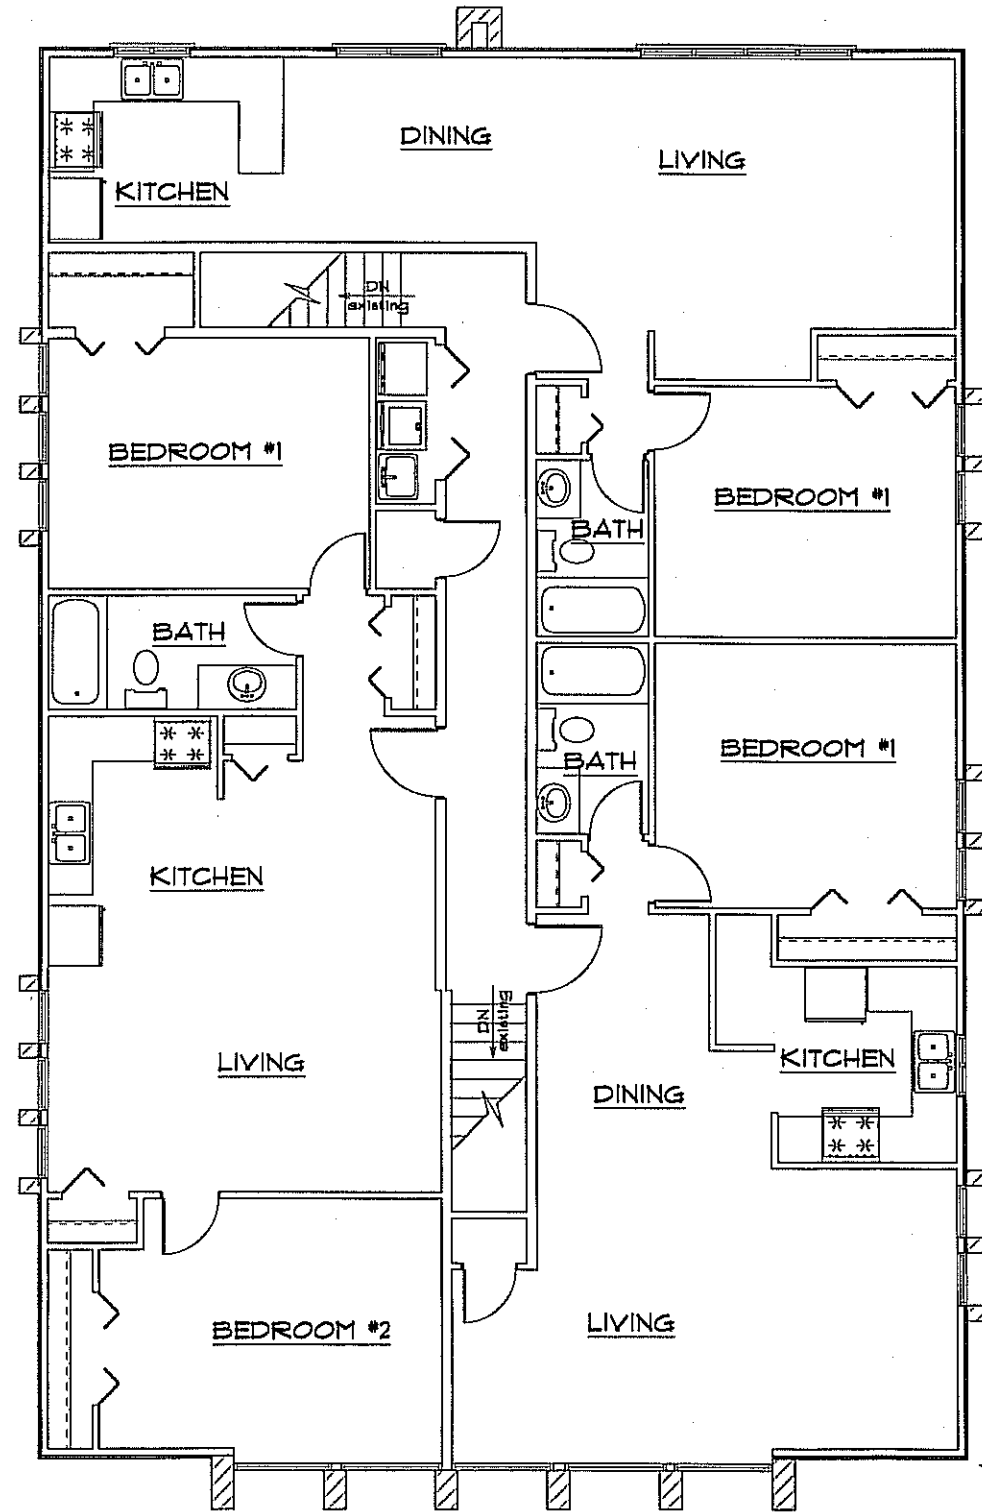 DINING
LIVING
KITCHEN
DN
existing
BEDROOM #1
BEDROOM #1
BATH
BATH
BATH
BEDROOM #1
KITCHEN
DN
existing
LIVING
KITCHEN
DINING
LIVING
BEDROOM #2